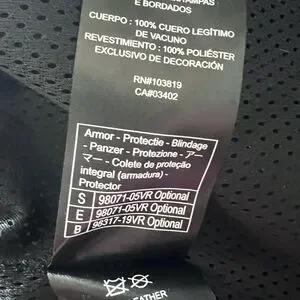 Y BORDADOS
CUERPO : 100% CUERO LEGÍTIMO
DE VACUNO
REVESTIMIENTO : 100% POLIÉSTER
EXCLUSIVO DE DECORACIÓN
RN#103819
CA#03402
Armor - Protectie - Blindage
- Panzer - Protezione - アー
マー - Colete de proteção
integral (armadura) -
Protector
S 98071-05VR Optional
E 98071-05VR Optional
B 98317-19VR Optional
LEATHER